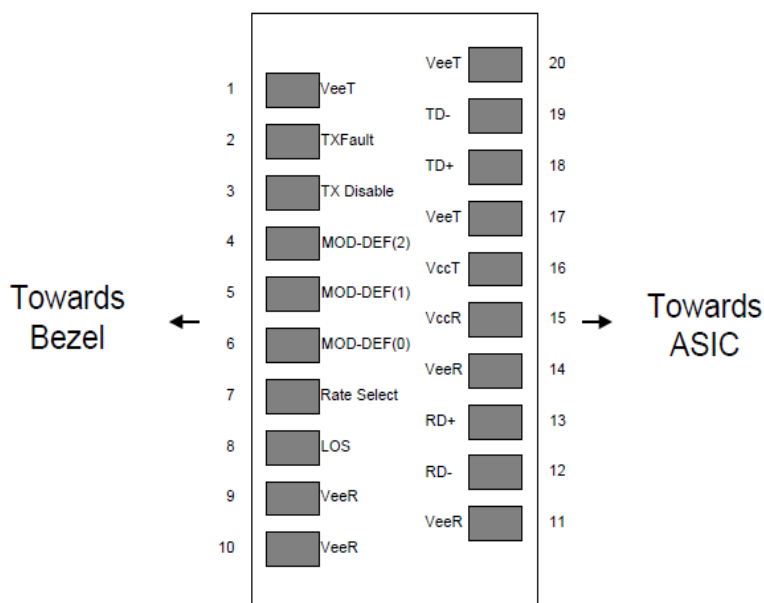 VeeT 20
1 VeeT
TD- 19
2 TXFault
TD+ 18
3 TX Disable
VeeT 17
4 MOD-DEF(2)
VccT 16
5 MOD-DEF(1)
VccR 15
6 MOD-DEF(0)
VeeR 14
7 Rate Select
RD+ 13
8 LOS
RD- 12
9 VeeR
VeeR 11
10 VeeR
Towards
Bezel
Towards
ASIC